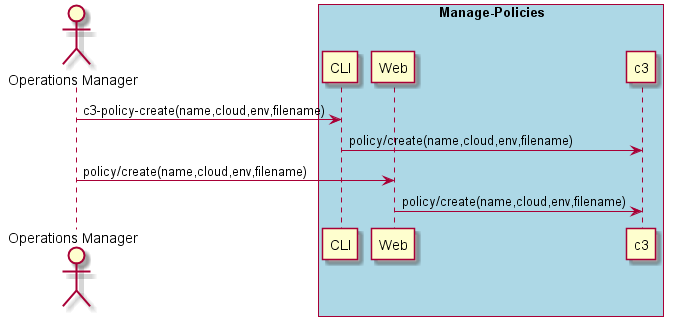 Manage-Policies
Operations Manager
CLI
Web
c3
c3-policy-create(name,cloud,env,filename)
policy/create(name,cloud,env,filename)
policy/create(name,cloud,env,filename)
policy/create(name,cloud,env,filename)
Operations Manager
CLI
Web
c3